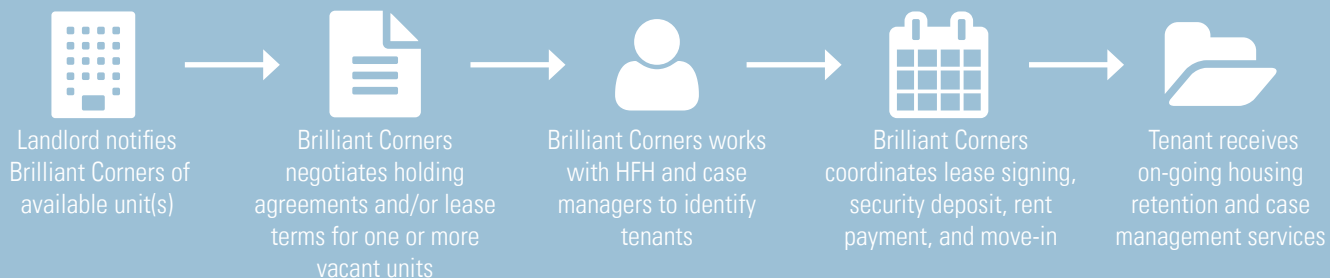 Landlord notifies
Brilliant Corners of
available unit(s)
Brilliant Corners
negotiates holding
agreements and/or lease
terms for one or more
vacant units
Brilliant Corners works
with HFH and case
managers to identify
tenants
Brilliant Corners
coordinates lease signing,
security deposit, rent
payment, and move-in
Tenant receives
on-going housing
retention and case
management services